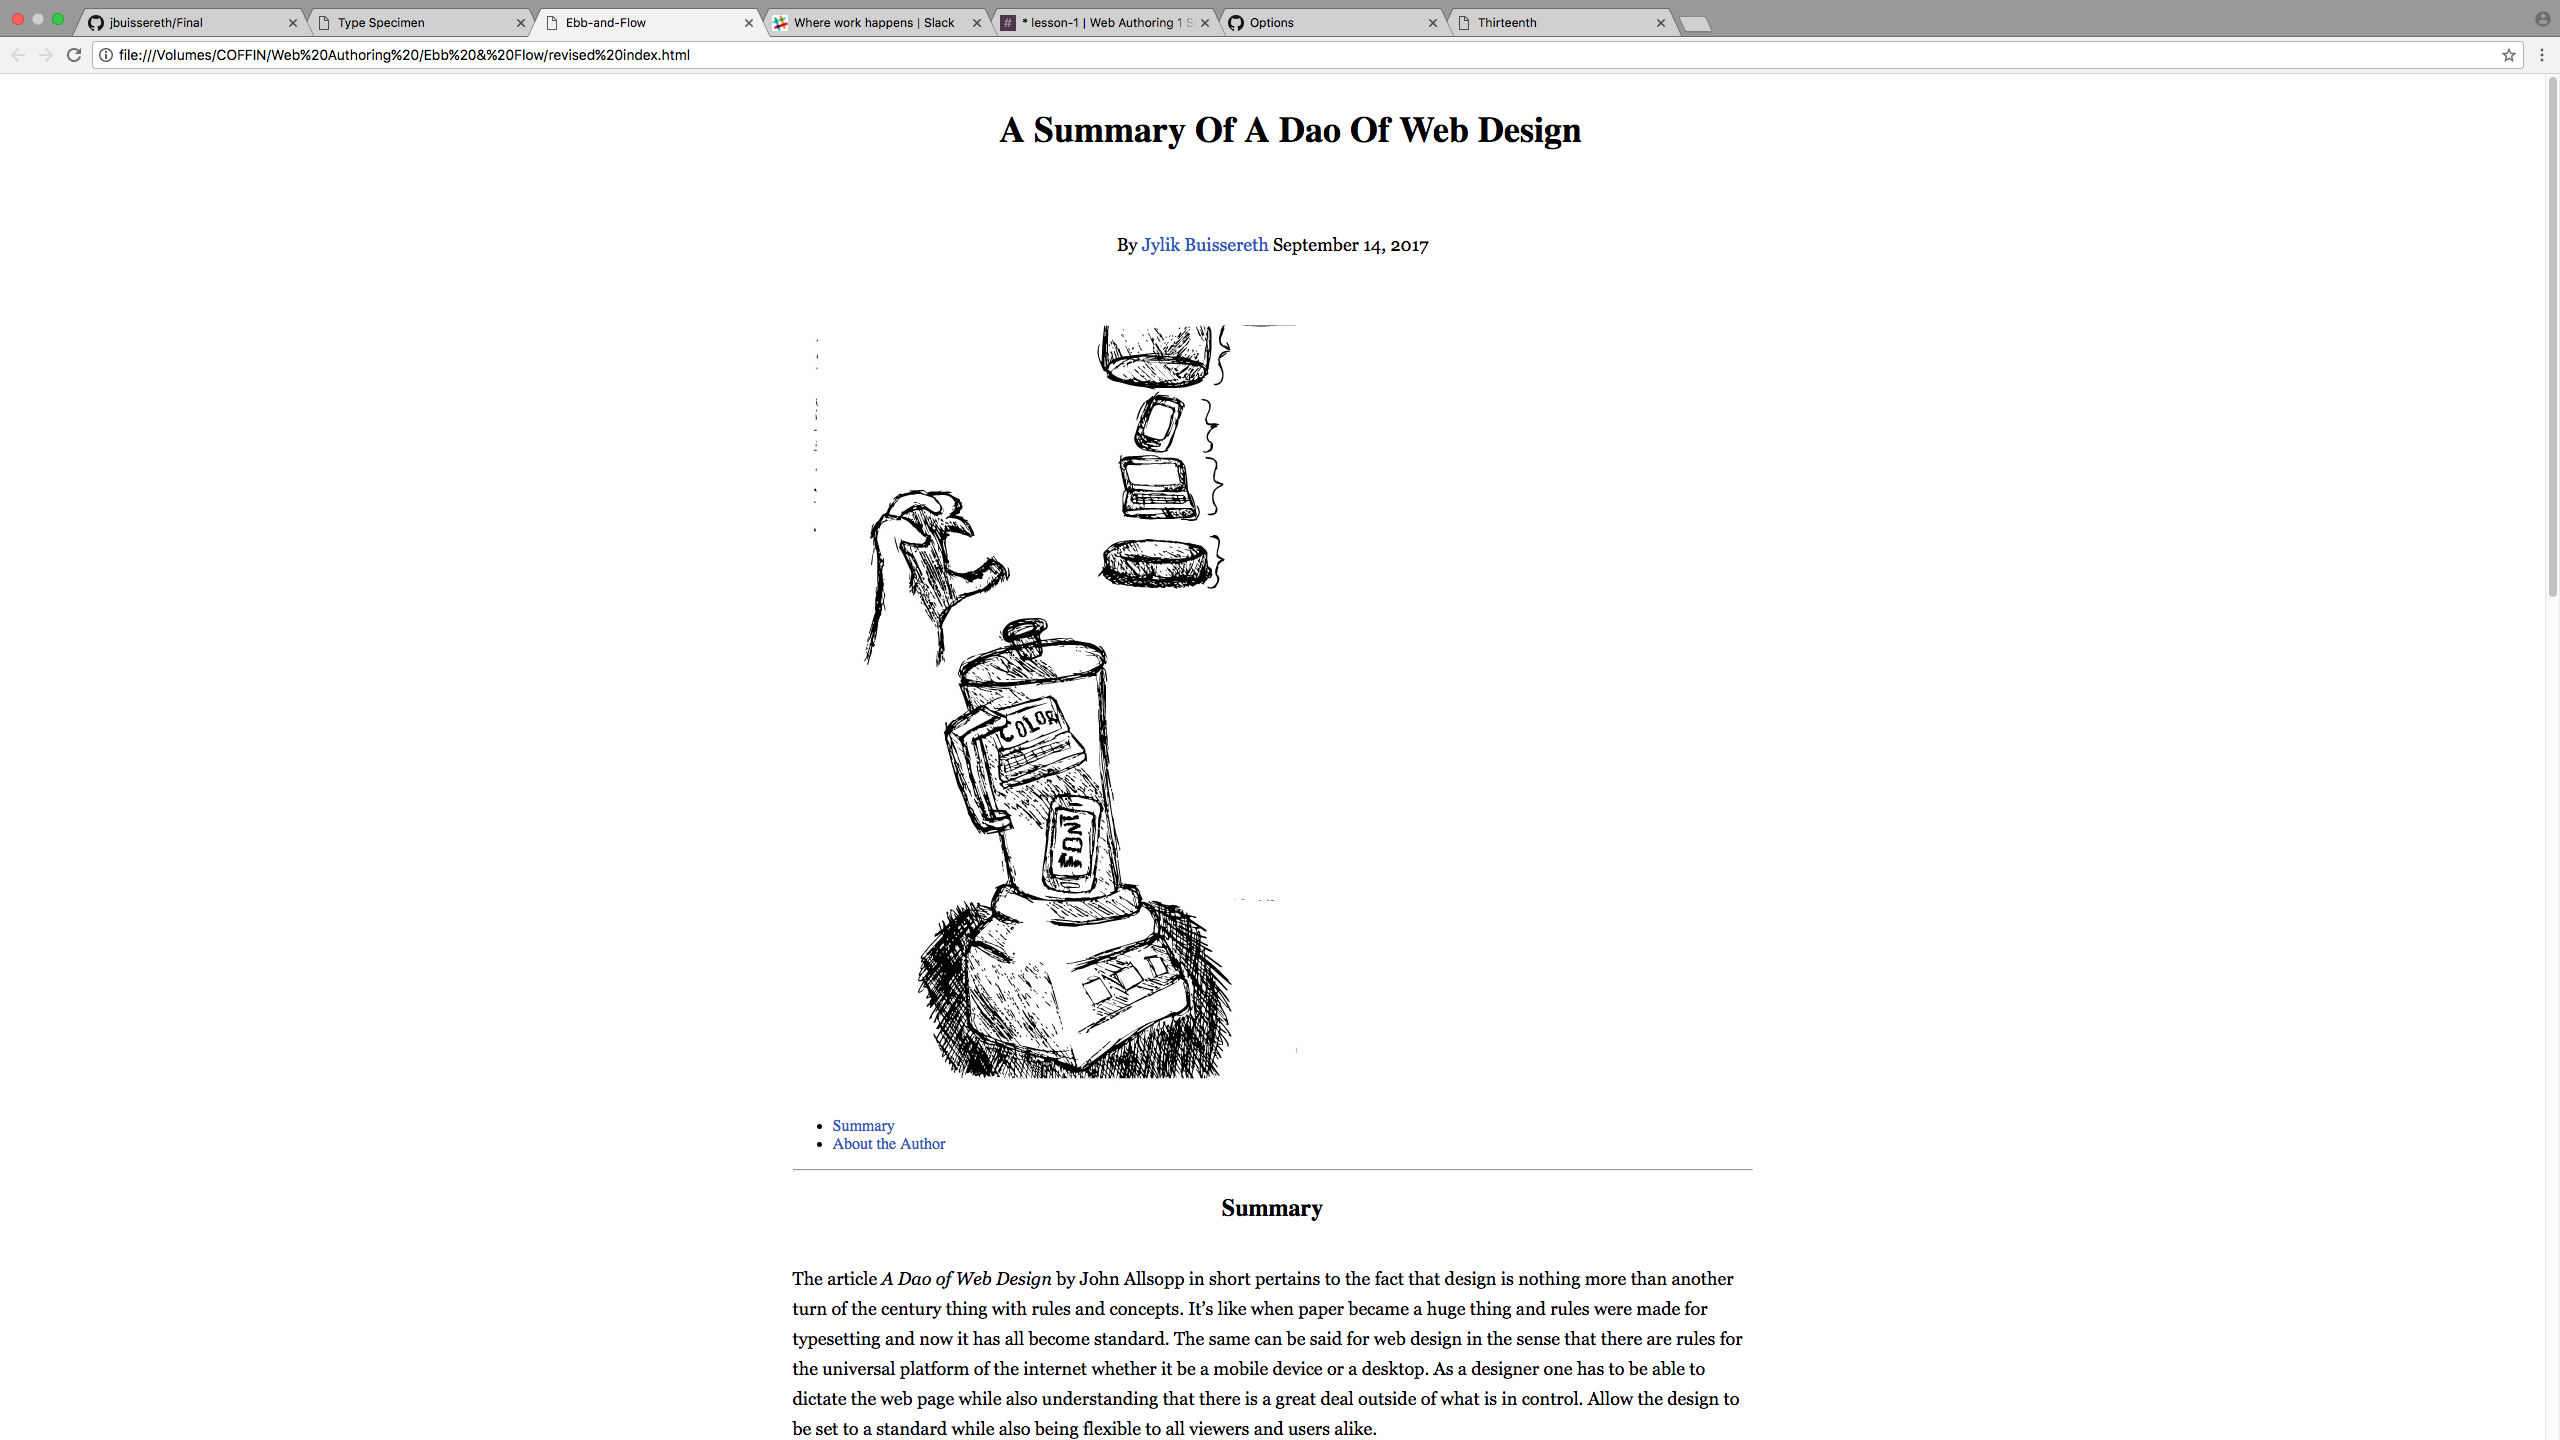 jbuissereth/Final
Type Specimen
Ebb-and-Flow
Where work happens | Slack
* lesson-1 | Web Authoring 1 S
Options
Thirteenth
file:///Volumes/COFFIN/Web%20Authoring%20/Ebb%20&%20Flow/revised%20index.html
A Summary Of A Dao Of Web Design
By Jylik Buissereth September 14, 2017
COLOR
FONT
Summary
About the Author
Summary
The article A Dao of Web Design by John Allsopp in short pertains to the fact that design is nothing more than another
turn of the century thing with rules and concepts. It’s like when paper became a huge thing and rules were made for
typesetting and now it has all become standard. The same can be said for web design in the sense that there are rules for
the universal platform of the internet whether it be a mobile device or a desktop. As a designer one has to be able to
dictate the web page while also understanding that there is a great deal outside of what is in control. Allow the design to
be set to a standard while also being flexible to all viewers and users alike.